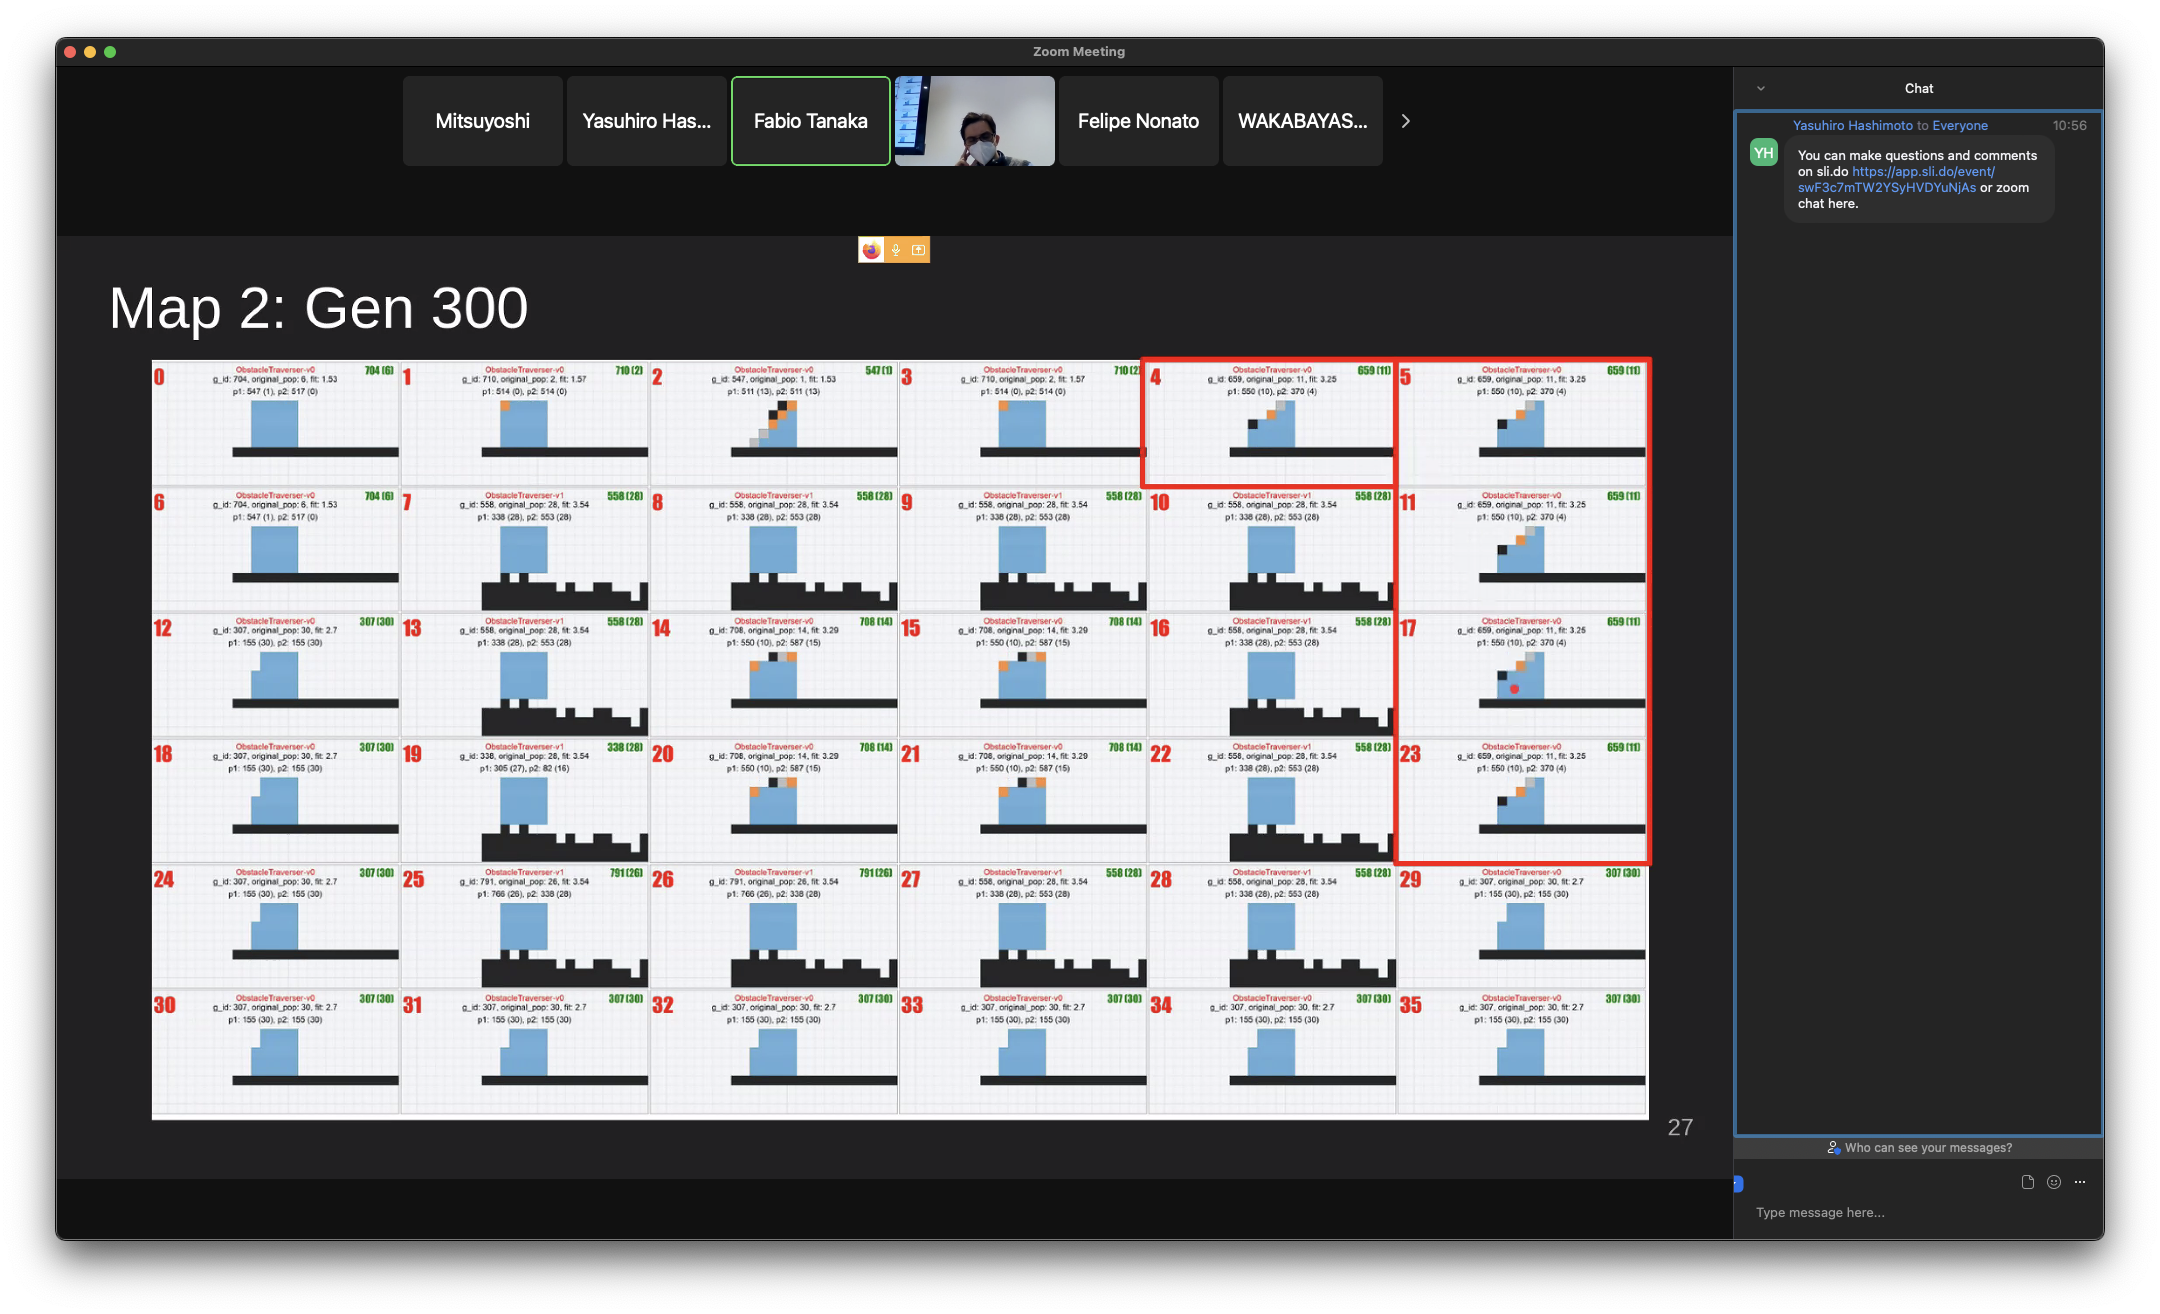 Zoom Meeting
Mitsuyoshi
Yasuhiro Has...
Fabio Tanaka
Felipe Nonato
WAKABAYAS...
Chat
Yasuhiro Hashimoto to Everyone 10:56
YH
You can make questions and comments
on sli.do https://app.sli.do/event/
swF3c7mTW2YSyHVDYuNjAs or zoom
chat here.
Map 2: Gen 300
0 ObstacleTraverser-v0 704 (6)
g_id: 704, original_pop: 6, fit: 1.53
p1: 547 (1), p2: 517 (0)
1 ObstacleTraverser-v0 710 (2)
g_id: 710, original_pop: 2, fit: 1.57
p1: 514 (0), p2: 514 (0)
2 ObstacleTraverser-v0 547 (1)
g_id: 547, original_pop: 1, fit: 1.53
p1: 511 (13), p2: 511 (13)
3 ObstacleTraverser-v0 710 (2)
g_id: 710, original_pop: 2, fit: 1.57
p1: 514 (0), p2: 514 (0)
4 ObstacleTraverser-v0 659 (11)
g_id: 659, original_pop: 11, fit: 3.25
p1: 550 (10), p2: 370 (4)
5 ObstacleTraverser-v0 659 (11)
g_id: 659, original_pop: 11, fit: 3.25
p1: 550 (10), p2: 370 (4)
6 ObstacleTraverser-v0 704 (6)
g_id: 704, original_pop: 6, fit: 1.53
p1: 547 (1), p2: 517 (0)
7 ObstacleTraverser-v1 558 (28)
g_id: 558, original_pop: 28, fit: 3.54
p1: 338 (28), p2: 553 (28)
8 ObstacleTraverser-v1 558 (28)
g_id: 558, original_pop: 28, fit: 3.54
p1: 338 (28), p2: 553 (28)
9 ObstacleTraverser-v1 558 (28)
g_id: 558, original_pop: 28, fit: 3.54
p1: 338 (28), p2: 553 (28)
10 ObstacleTraverser-v1 558 (28)
g_id: 558, original_pop: 28, fit: 3.54
p1: 338 (28), p2: 553 (28)
11 ObstacleTraverser-v0 659 (11)
g_id: 659, original_pop: 11, fit: 3.25
p1: 550 (10), p2: 370 (4)
12 ObstacleTraverser-v0 307 (30)
g_id: 307, original_pop: 30, fit: 2.7
p1: 155 (30), p2: 155 (30)
13 ObstacleTraverser-v1 558 (28)
g_id: 558, original_pop: 28, fit: 3.54
p1: 338 (28), p2: 553 (28)
14 ObstacleTraverser-v0 708 (14)
g_id: 708, original_pop: 14, fit: 3.29
p1: 550 (10), p2: 587 (15)
15 ObstacleTraverser-v0 708 (14)
g_id: 708, original_pop: 14, fit: 3.29
p1: 550 (10), p2: 587 (15)
16 ObstacleTraverser-v1 558 (28)
g_id: 558, original_pop: 28, fit: 3.54
p1: 338 (28), p2: 553 (28)
17 ObstacleTraverser-v0 659 (11)
g_id: 659, original_pop: 11, fit: 3.25
p1: 550 (10), p2: 370 (4)
18 ObstacleTraverser-v0 307 (30)
g_id: 307, original_pop: 30, fit: 2.7
p1: 155 (30), p2: 155 (30)
19 ObstacleTraverser-v1 338 (28)
g_id: 338, original_pop: 28, fit: 3.54
p1: 305 (27), p2: 82 (16)
20 ObstacleTraverser-v0 708 (14)
g_id: 708, original_pop: 14, fit: 3.29
p1: 550 (10), p2: 587 (15)
21 ObstacleTraverser-v0 708 (14)
g_id: 708, original_pop: 14, fit: 3.29
p1: 550 (10), p2: 587 (15)
22 ObstacleTraverser-v1 558 (28)
g_id: 558, original_pop: 28, fit: 3.54
p1: 338 (28), p2: 553 (28)
23 ObstacleTraverser-v0 659 (11)
g_id: 659, original_pop: 11, fit: 3.25
p1: 550 (10), p2: 370 (4)
24 ObstacleTraverser-v0 307 (30)
g_id: 307, original_pop: 30, fit: 2.7
p1: 155 (30), p2: 155 (30)
25 ObstacleTraverser-v1 791 (26)
g_id: 791, original_pop: 26, fit: 3.54
p1: 766 (26), p2: 338 (28)
26 ObstacleTraverser-v1 791 (26)
g_id: 791, original_pop: 26, fit: 3.54
p1: 766 (26), p2: 338 (28)
27 ObstacleTraverser-v1 558 (28)
g_id: 558, original_pop: 28, fit: 3.54
p1: 338 (28), p2: 553 (28)
28 ObstacleTraverser-v1 558 (28)
g_id: 558, original_pop: 28, fit: 3.54
p1: 338 (28), p2: 553 (28)
29 ObstacleTraverser-v0 307 (30)
g_id: 307, original_pop: 30, fit: 2.7
p1: 155 (30), p2: 155 (30)
30 ObstacleTraverser-v0 307 (30)
g_id: 307, original_pop: 30, fit: 2.7
p1: 155 (30), p2: 155 (30)
31 ObstacleTraverser-v0 307 (30)
g_id: 307, original_pop: 30, fit: 2.7
p1: 155 (30), p2: 155 (30)
32 ObstacleTraverser-v0 307 (30)
g_id: 307, original_pop: 30, fit: 2.7
p1: 155 (30), p2: 155 (30)
33 ObstacleTraverser-v0 307 (30)
g_id: 307, original_pop: 30, fit: 2.7
p1: 155 (30), p2: 155 (30)
34 ObstacleTraverser-v0 307 (30)
g_id: 307, original_pop: 30, fit: 2.7
p1: 155 (30), p2: 155 (30)
35 ObstacleTraverser-v0 307 (30)
g_id: 307, original_pop: 30, fit: 2.7
p1: 155 (30), p2: 155 (30)
27
Who can see your messages?
Type message here...